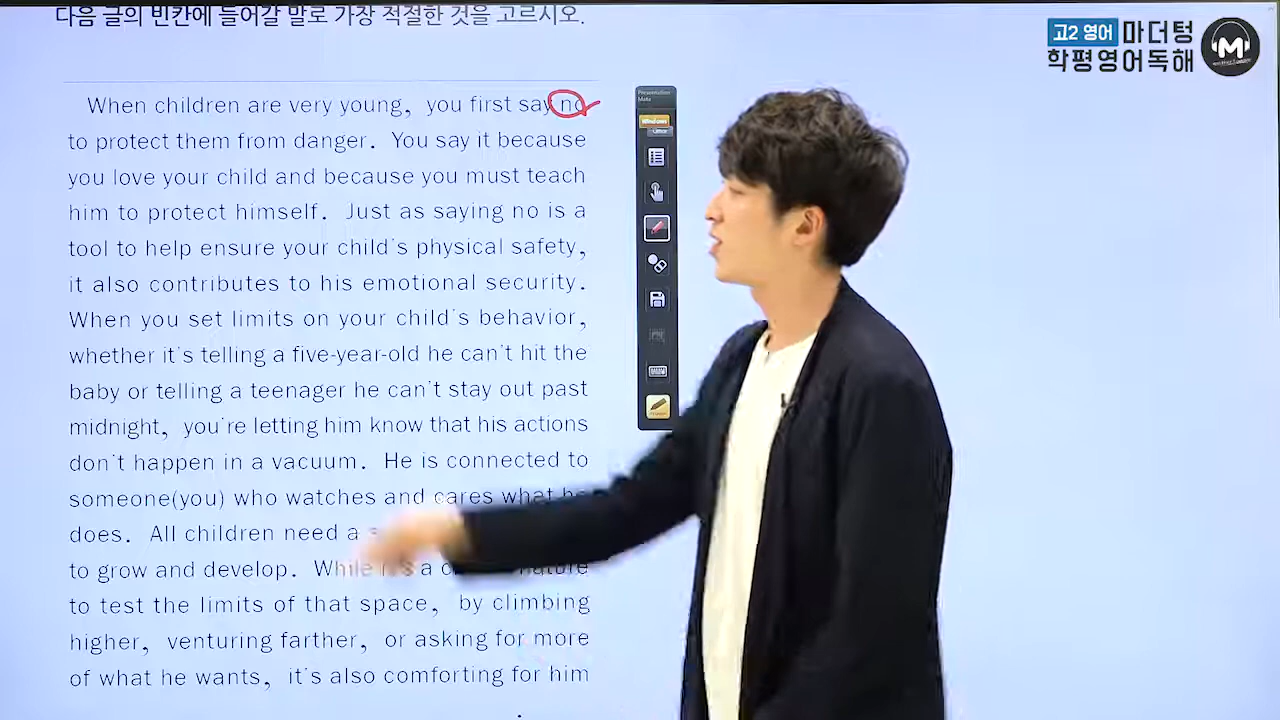 다음 글의 빈칸에 들어갈 말로 가장 적절한 것을 고르시오.
고2 영어 마더텅
학평영어독해
M
When children are very young, you first say no
to protect them from danger. You say it because
you love your child and because you must teach
him to protect himself. Just as saying no is a
tool to help ensure your child's physical safety,
it also contributes to his emotional security.
When you set limits on your child's behavior,
whether it's telling a five-year-old he can't hit the
baby or telling a teenager he can't stay out past
midnight, you're letting him know that his actions
don't happen in a vacuum. He is connected to
someone(you) who watches and cares what he
does. All children need a
to grow and develop. While it's a nature
to test the limits of that space, by climbing
higher, venturing farther, or asking for more
of what he wants, it's also comforting for him
Presentation
Mate
Windows